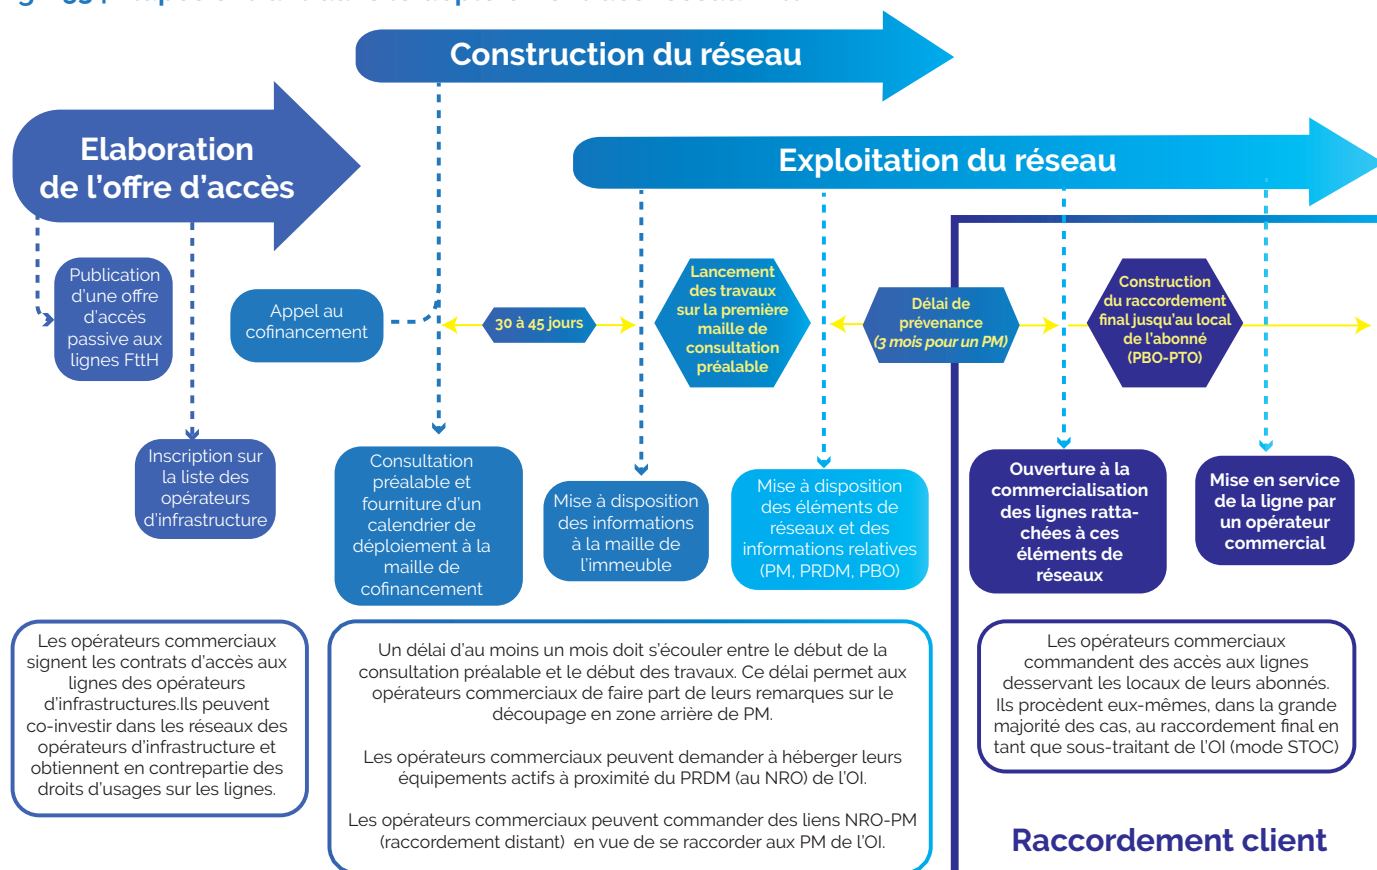 Construction du réseau
Elaboration
de l'offre d'accès
Exploitation du réseau
Publication
d'une offre
d'accès
passive aux
lignes FttH
Appel au
cofinancement
30 à 45 jours
Lancement
des travaux
sur la première
maille de
consultation
préalable
Délai de
prévenance
(3 mois pour un PM)
Construction
du raccordement
final jusqu'au local
de l'abonné
(PBO-PTO)
Inscription sur
la liste des
opérateurs
d'infrastructure
Consultation
préalable et
fourniture d'un
calendrier de
déploiement à la
maille de
cofinancement
Mise à disposition
des informations
à la maille de
l'immeuble
Mise à disposition
des éléments de
réseaux et des
informations relatives
(PM, PRDM, PBO)
Ouverture à la
commercialisation
des lignes ratta-
chées à ces
éléments de
réseaux
Mise en service
de la ligne par
un opérateur
commercial
Les opérateurs commerciaux
signent les contrats d'accès aux
lignes des opérateurs
d'infrastructures.Ils peuvent
co-investir dans les réseaux des
opérateurs d'infrastructure et
obtiennent en contrepartie des
droits d'usages sur les lignes.
Un délai d'au moins un mois doit s'écouler entre le début de la
consultation préalable et le début des travaux. Ce délai permet aux
opérateurs commerciaux de faire part de leurs remarques sur le
découpage en zone arrière de PM.
Les opérateurs commerciaux peuvent demander à héberger leurs
équipements actifs à proximité du PRDM (au NRO) de l'OI.
Les opérateurs commerciaux peuvent commander des liens NRO-PM
(raccordement distant) en vue de se raccorder aux PM de l'OI.
Les opérateurs commerciaux
commandent des accès aux lignes
desservant les locaux de leurs abonnés.
Ils procèdent eux-mêmes, dans la grande
majorité des cas, au raccordement final en
tant que sous-traitant de l'OI (mode STOC)
Raccordement client